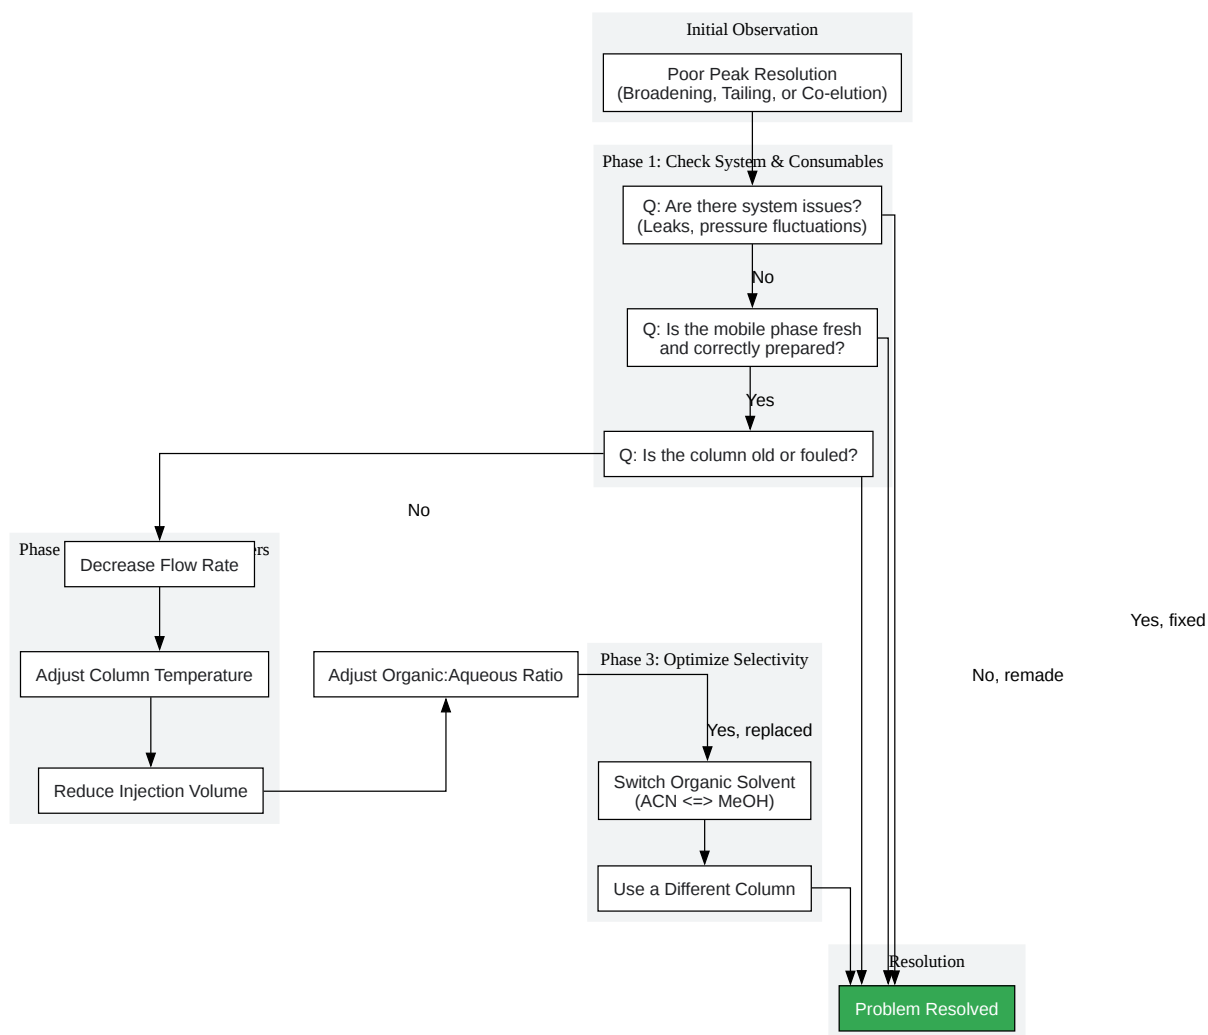 Initial Observation
Poor Peak Resolution
(Broadening, Tailing, or Co-elution)
Phase 1: Check System & Consumables
Q: Are there system issues?
(Leaks, pressure fluctuations)
No
Q: Is the mobile phase fresh
and correctly prepared?
Yes
Q: Is the column old or fouled?
No
Phase
Decrease Flow Rate
Yes, fixed
Adjust Column Temperature
Adjust Organic:Aqueous Ratio
Phase 3: Optimize Selectivity
No, remade
Yes, replaced
Reduce Injection Volume
Switch Organic Solvent
(ACN <=> MeOH)
Use a Different Column
Resolution
Problem Resolved